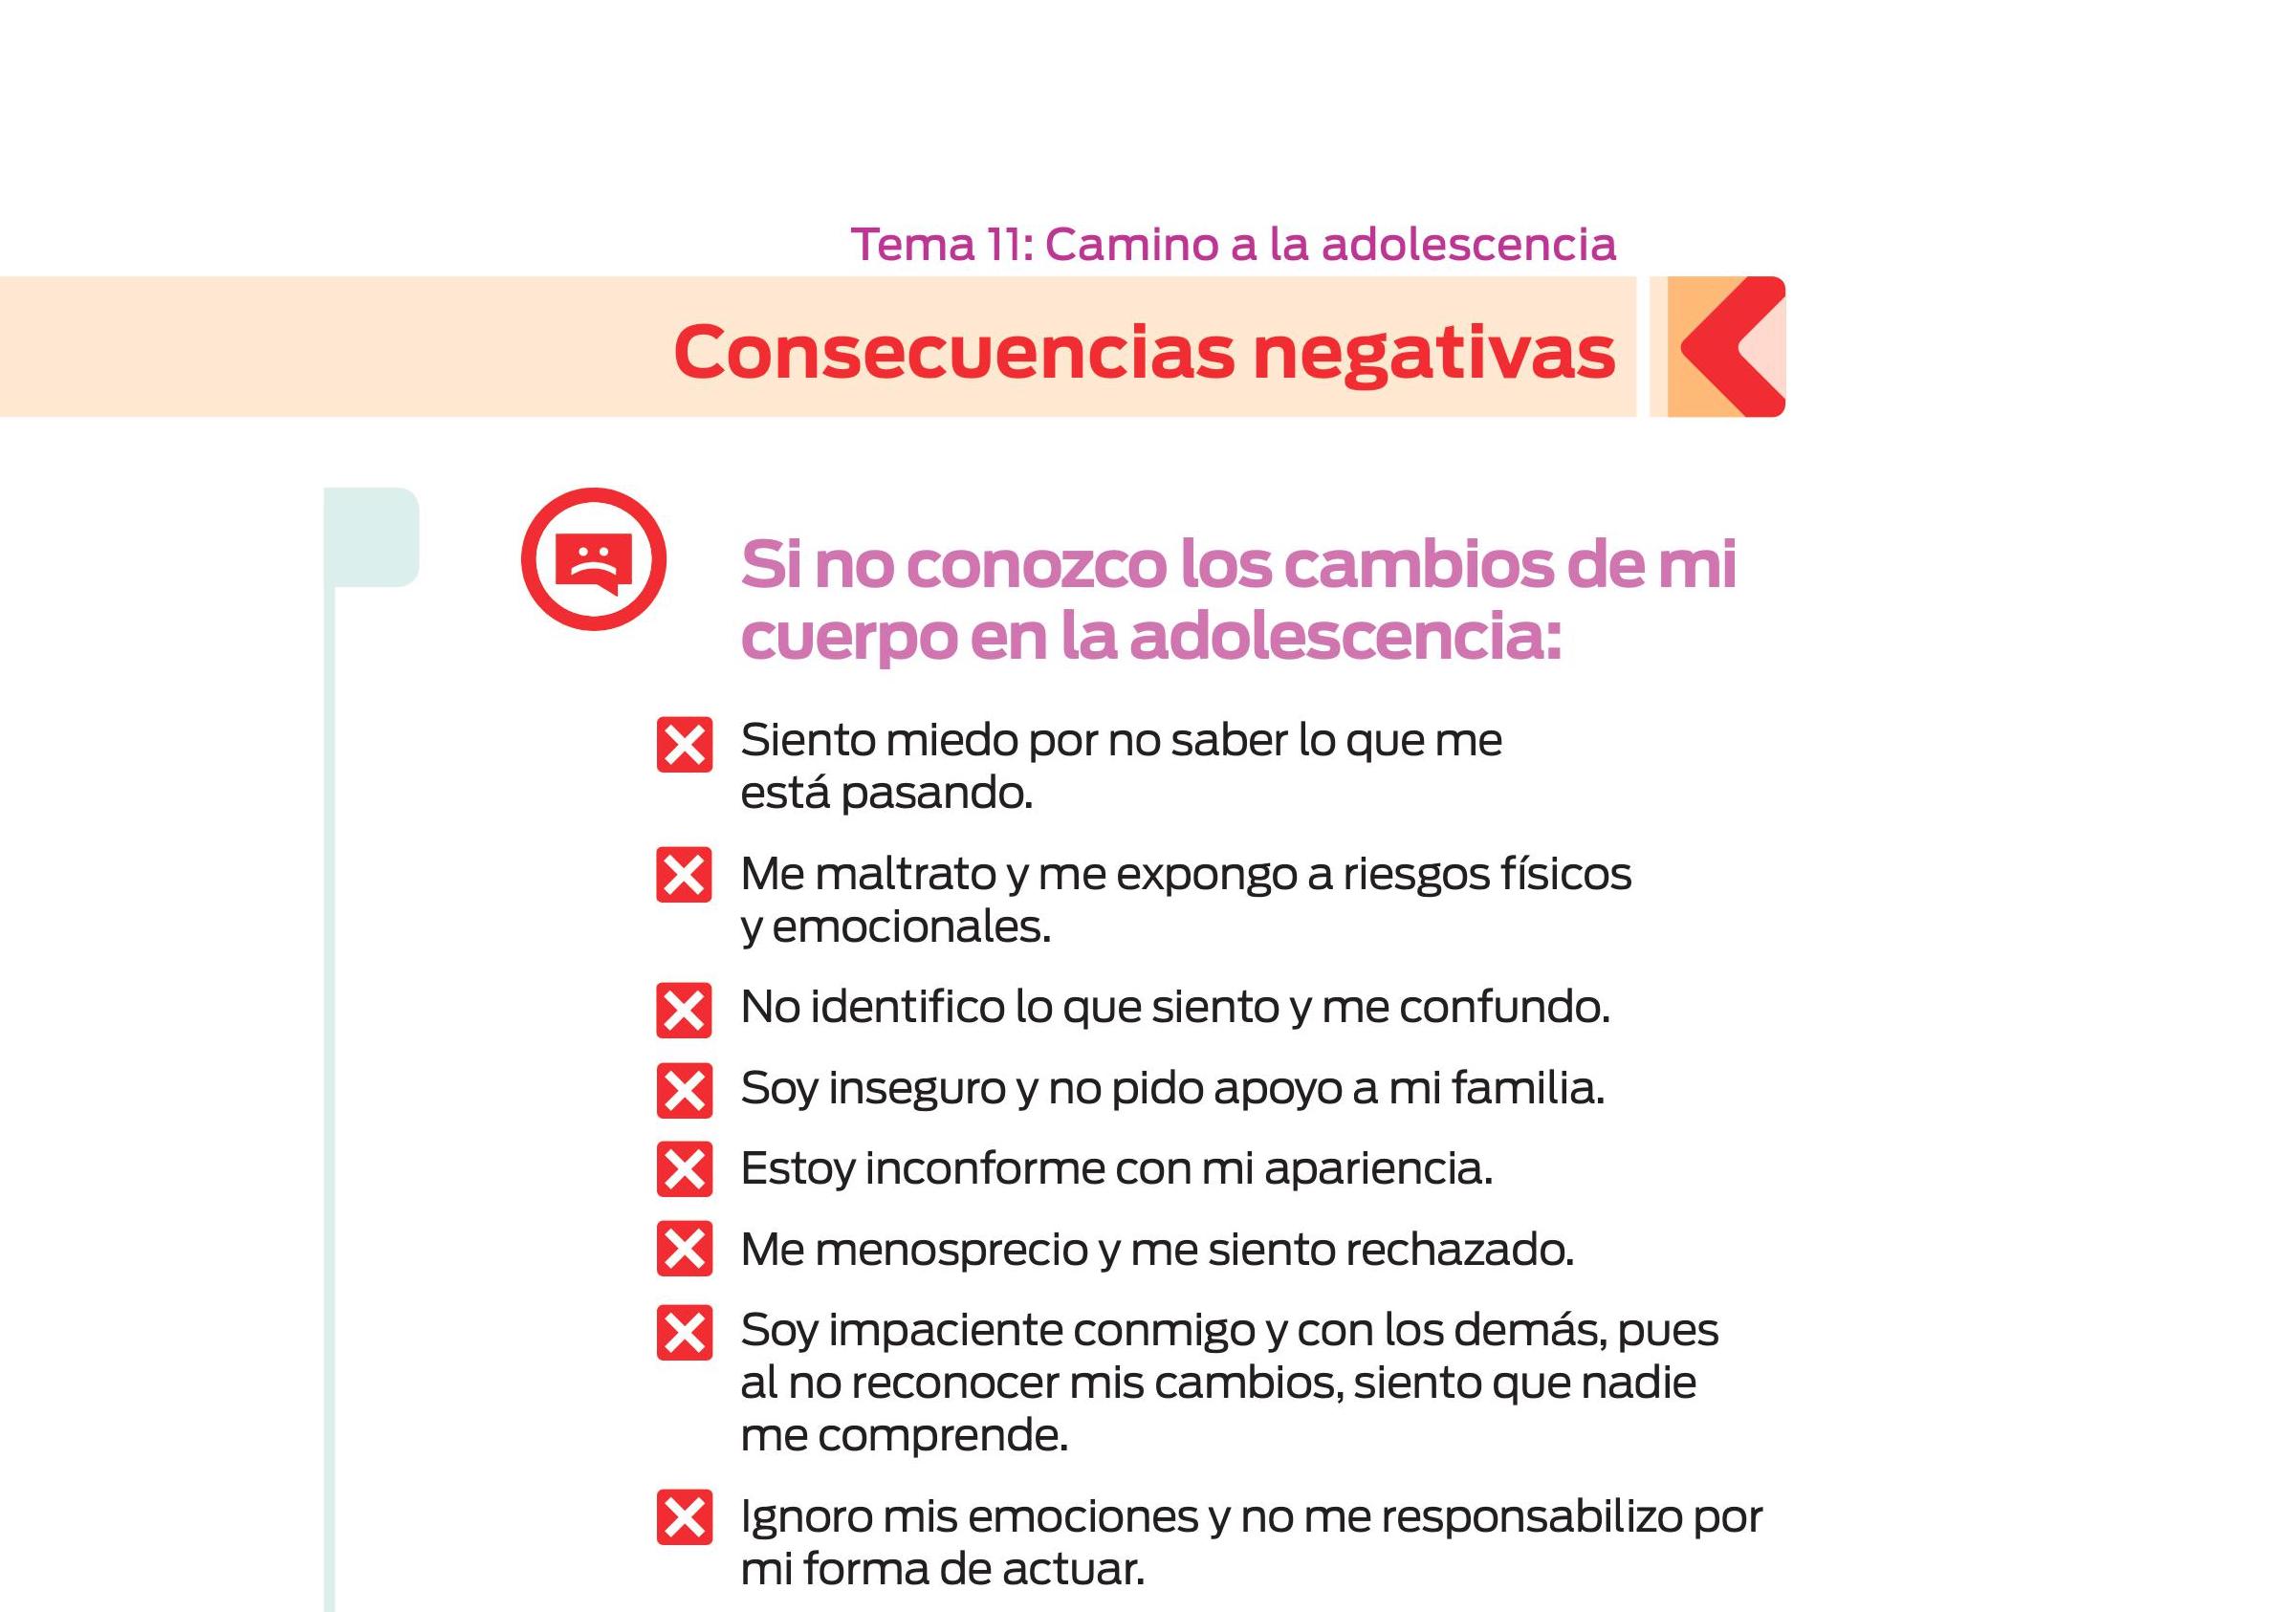 Tema 11: Camino a la adolescencia
Consecuencias negativas
Si no conozco los cambios de mi
cuerpo en la adolescencia:
Siento miedo por no saber lo que me
está pasando.
Me maltrato y me expongo a riesgos físicos
y emocionales.
No identifico lo que siento y me confundo.
Soy inseguro y no pido apoyo a mi familia.
Estoy inconforme con mi apariencia.
Me menosprecio y me siento rechazado.
Soy impaciente conmigo y con los demás, pues
al no reconocer mis cambios, siento que nadie
me comprende.
Ignoro mis emociones y no me responsabilizo por
mi forma de actuar.